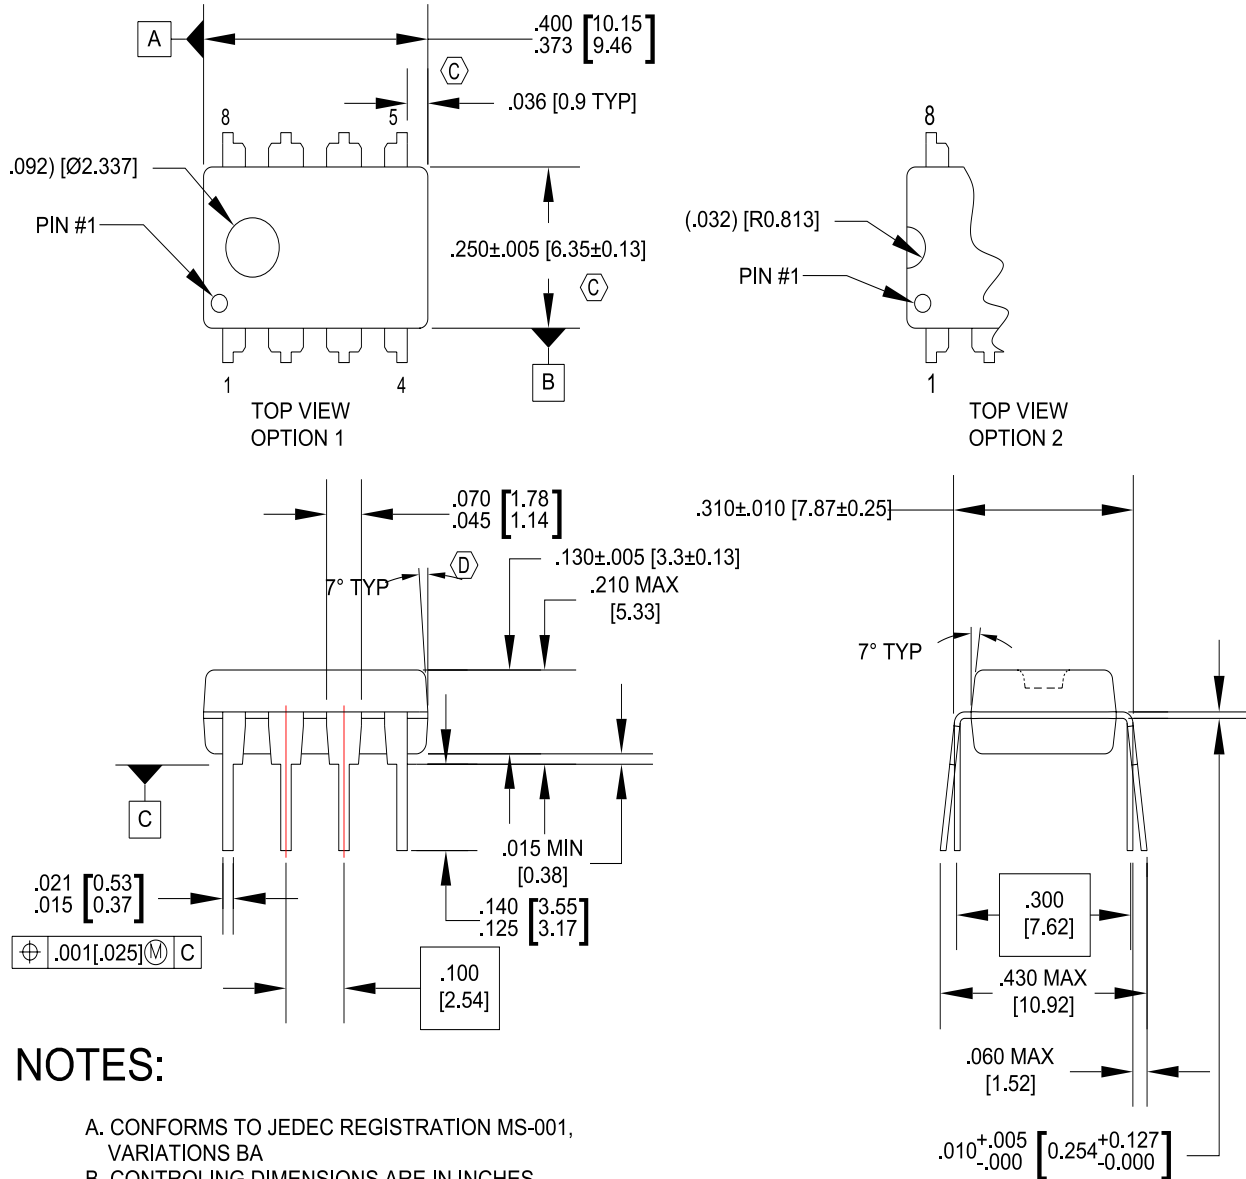 A
.400 [10.15]
.373 [9.46]
C
.036 [0.9 TYP]
8
5
.092) [Ø2.337]
PIN #1
.250±.005 [6.35±0.13]
C
B
1
4
TOP VIEW
OPTION 1
8
(.032) [R0.813]
PIN #1
1
TOP VIEW
OPTION 2
.070 [1.78]
.045 [1.14]
7° TYP
D
.130±.005 [3.3±0.13]
.210 MAX
[5.33]
C
.015 MIN
[0.38]
.021 [0.53]
.015 [0.37]
⌖ .001[.025]Ⓜ C
.140 [3.55]
.125 [3.17]
.100
[2.54]
.310±.010 [7.87±0.25]
7° TYP
.300
[7.62]
.430 MAX
[10.92]
.060 MAX
[1.52]
.010+.005-.000 [0.254+0.127-0.000]
NOTES:
A. CONFORMS TO JEDEC REGISTRATION MS-001,
VARIATIONS BA
B. CONTROLING DIMENSIONS ARE IN INCHES